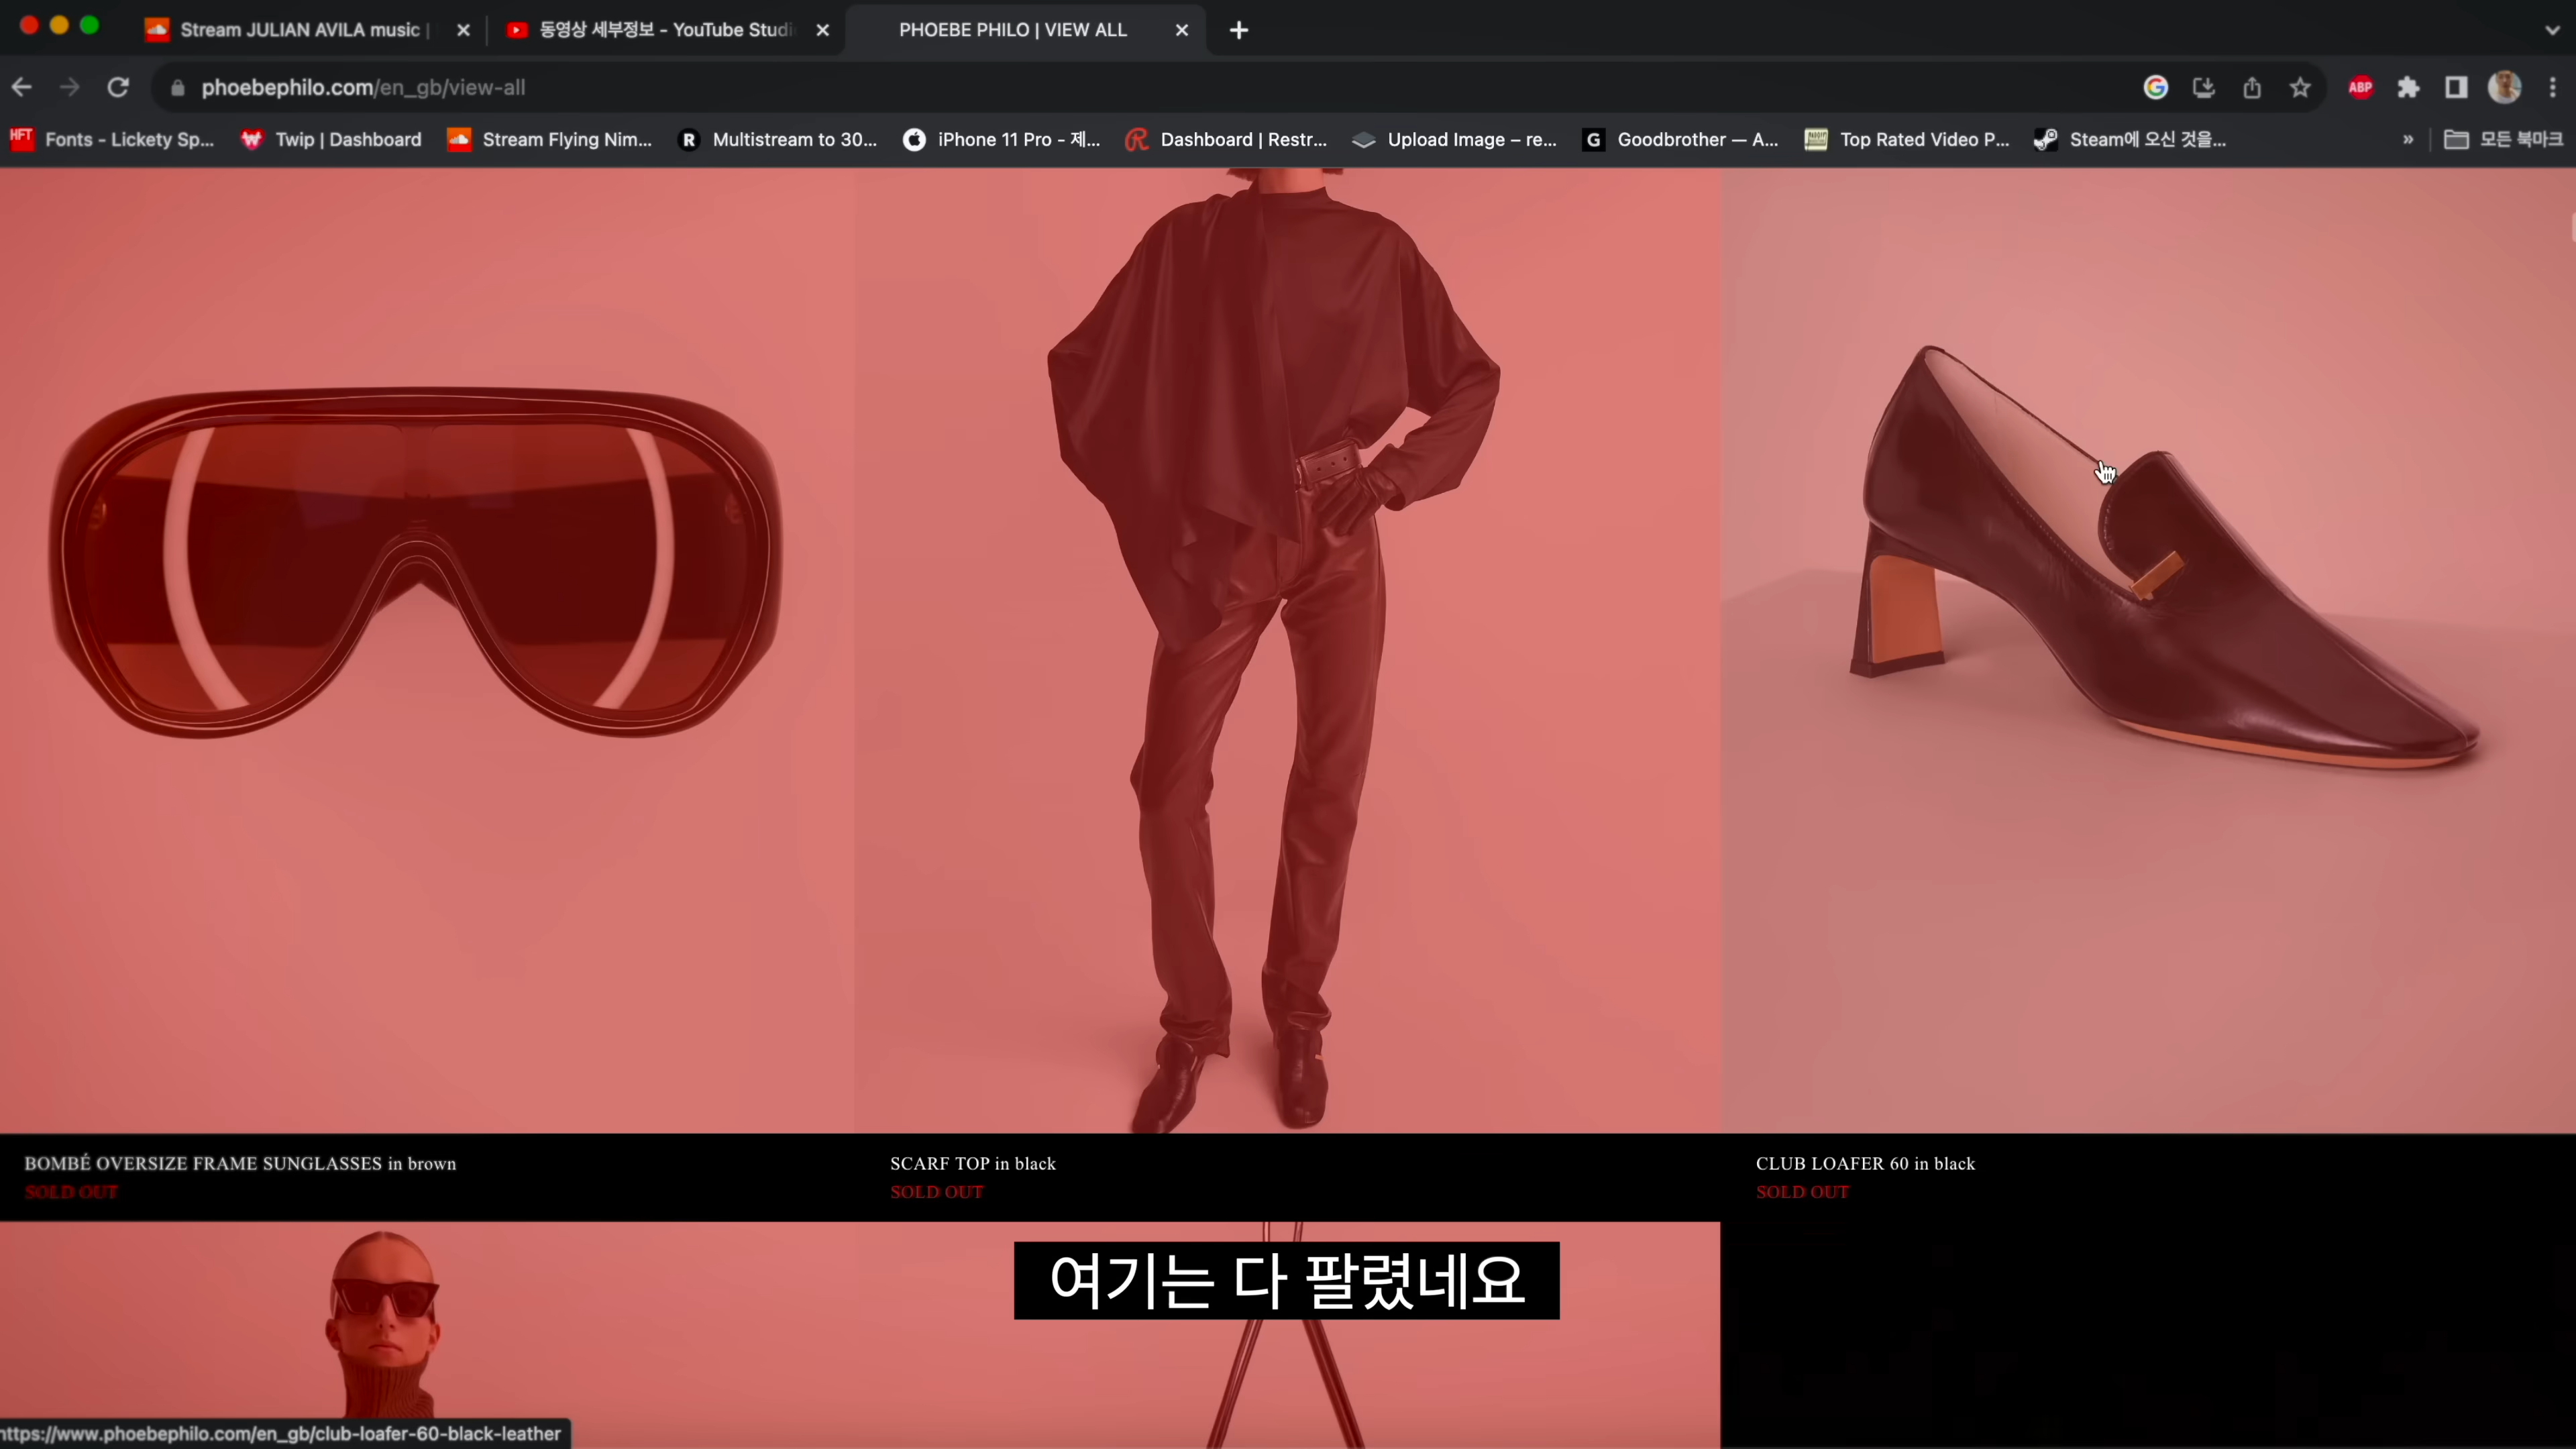 Stream JULIAN AVILA music |
동영상 세부정보 - YouTube Studi
PHOEBE PHILO | VIEW ALL
phoebephilo.com/en_gb/view-all
ABP
HFT
Fonts - Lickety Sp...
Twip | Dashboard
Stream Flying Nim...
R
Multistream to 30...
iPhone 11 Pro - 제...
Dashboard | Restr...
Upload Image – re...
G
Goodbrother — A...
Top Rated Video P...
Steam에 오신 것을...
»
모든 북마크
BOMBÉ OVERSIZE FRAME SUNGLASSES in brown
SOLD OUT
SCARF TOP in black
SOLD OUT
CLUB LOAFER 60 in black
SOLD OUT
여기는 다 팔렸네요
https://www.phoebephilo.com/en_gb/club-loafer-60-black-leather